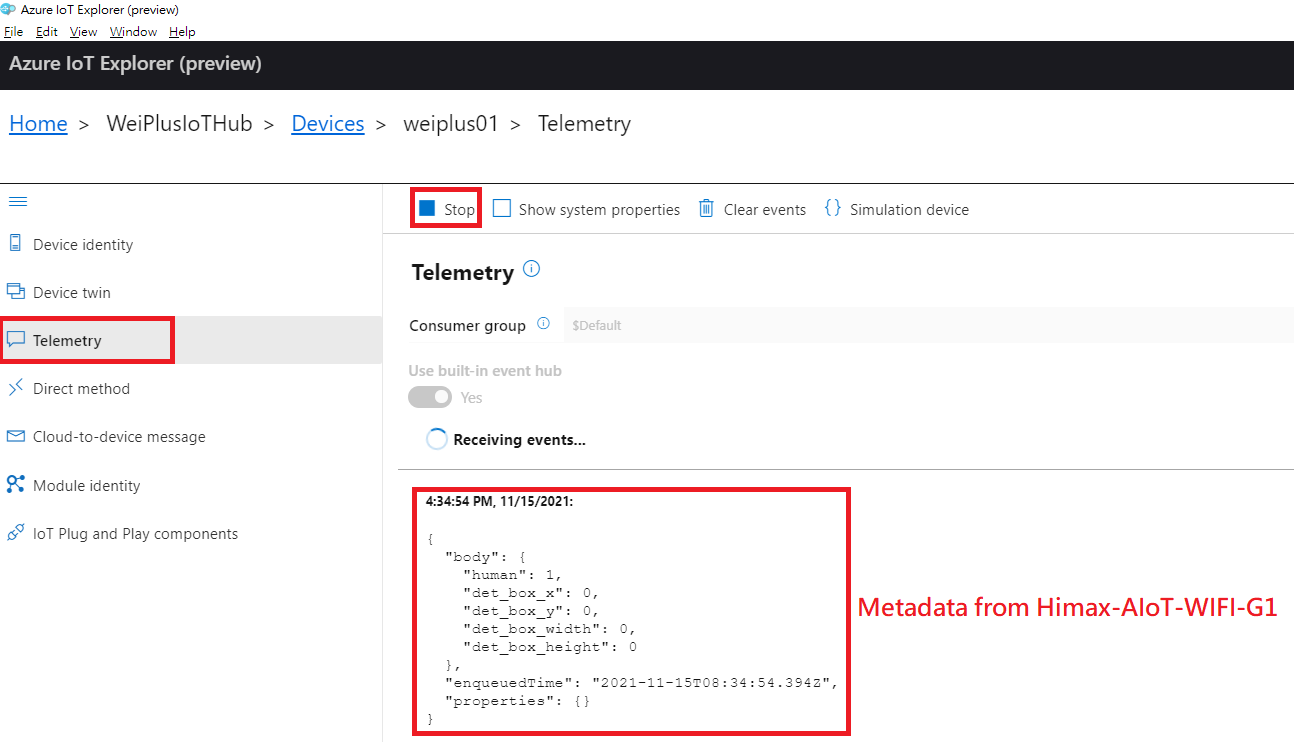 Azure IoT Explorer (preview)
File Edit View Window Help
Azure IoT Explorer (preview)
Home > WeiPlusIoTHub > Devices > weiplus01 > Telemetry
Stop Show system properties Clear events {} Simulation device
Device identity
Device twin
Telemetry
Direct method
Cloud-to-device message
Module identity
IoT Plug and Play components
Telemetry
Consumer group $Default
Use built-in event hub
Yes
Receiving events...
4:34:54 PM, 11/15/2021:
{
"body": {
"human": 1,
"det_box_x": 0,
"det_box_y": 0,
"det_box_width": 0,
"det_box_height": 0
},
"enqueuedTime": "2021-11-15T08:34:54.394Z",
"properties": {}
}
Metadata from Himax-AIoT-WIFI-G1